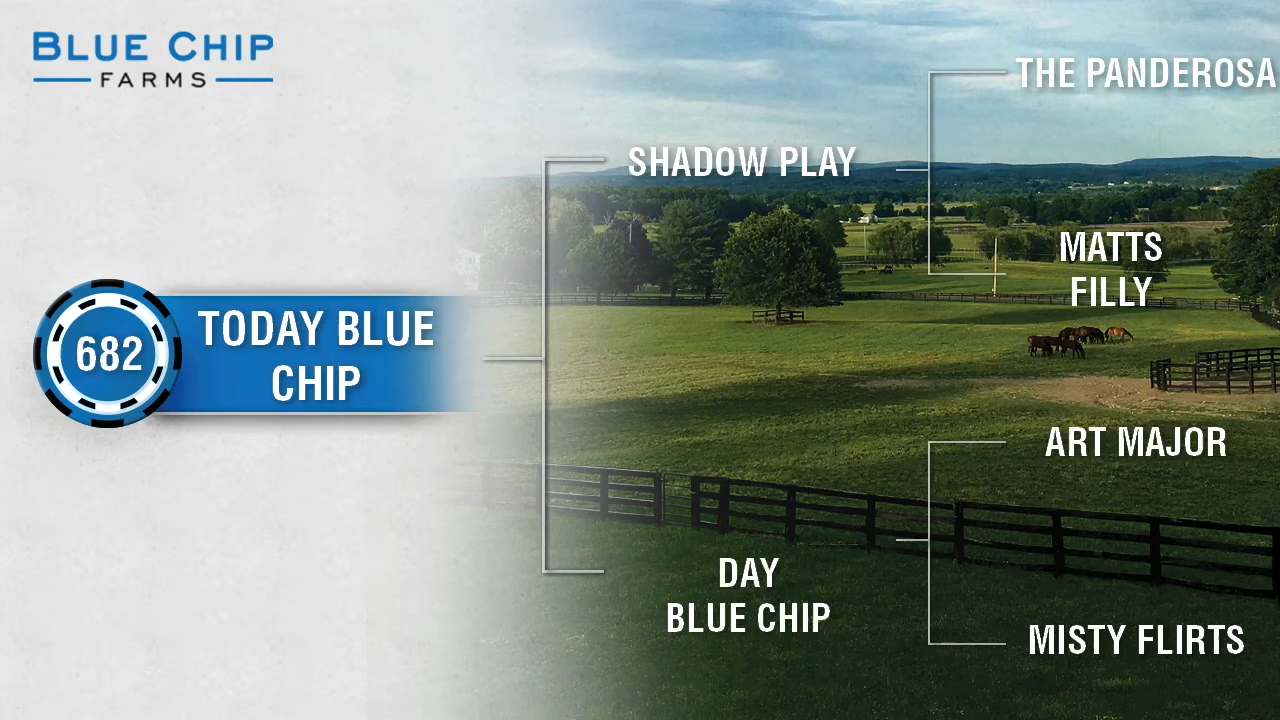 BLUE CHIP
FARMS
THE PANDEROSA
SHADOW PLAY
MATTS
FILLY
682
TODAY BLUE
CHIP
ART MAJOR
DAY
BLUE CHIP
MISTY FLIRTS